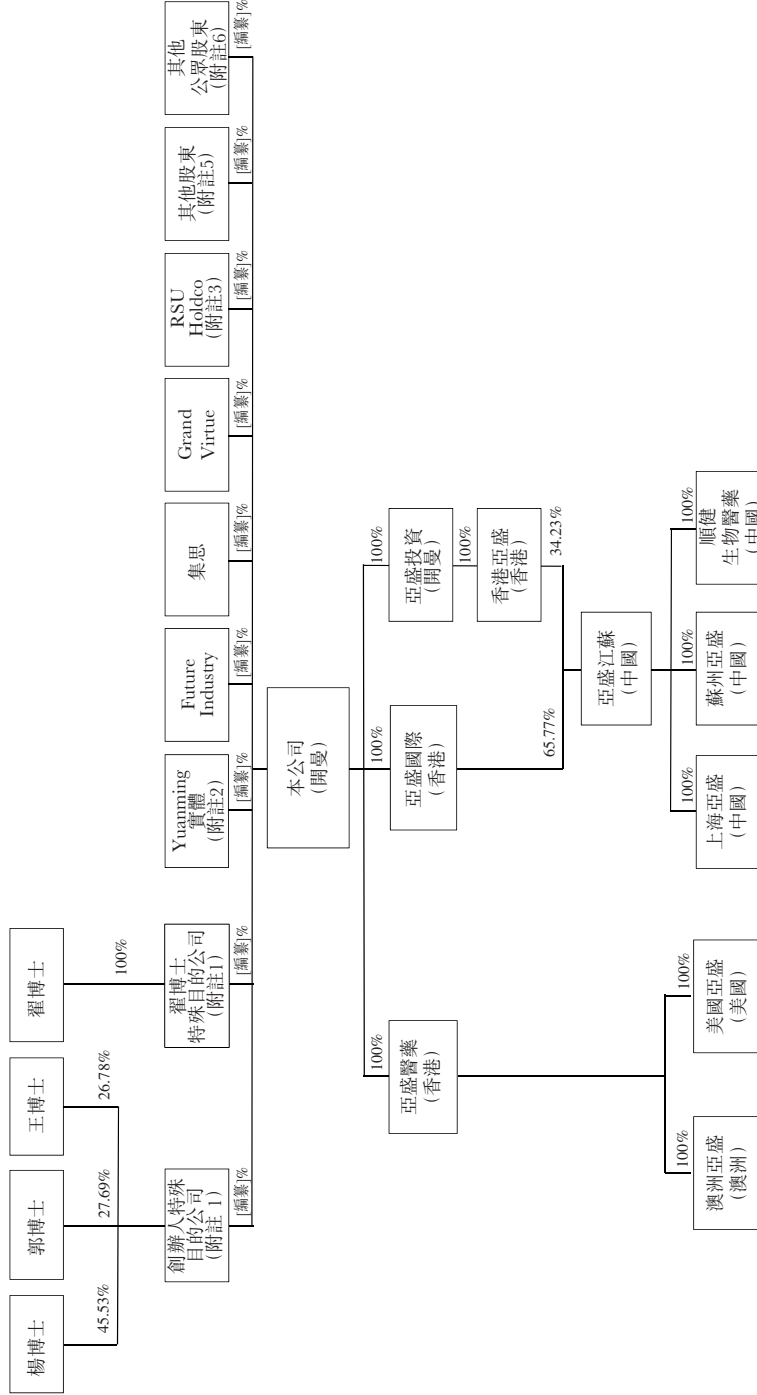 楊博士
郭博士
王博士
翟博士
45.53%
27.69%
26.78%
100%
創辦人特殊
目的公司
(附註 1)
翟博士
特殊目的公司
(附註1)
Yuanming
實體
(附註2)
Future
Industry
集思
Grand
Virtue
RSU
Holdco
(附註3)
其他股東
(附註5)
其他
公眾股東
(附註6)
[編纂]%
[編纂]%
[編纂]%
[編纂]%
[編纂]%
[編纂]%
[編纂]%
[編纂]%
[編纂]%
本公司
(開曼)
100%
100%
100%
亞盛醫藥
(香港)
亞盛國際
(香港)
亞盛投資
(開曼)
100%
香港亞盛
(香港)
65.77%
34.23%
亞盛江蘇
(中國)
100%
100%
100%
100%
100%
澳洲亞盛
(澳洲)
美國亞盛
(美國)
上海亞盛
(中國)
蘇州亞盛
(中國)
順健
生物醫藥
(中國)